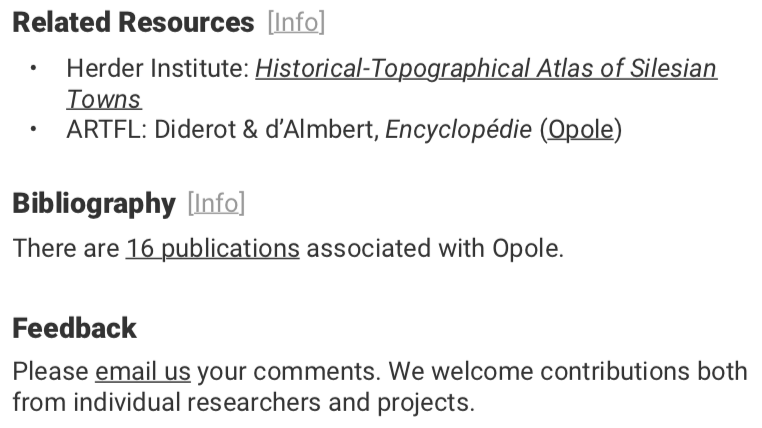 Related Resources [Info]
• Herder Institute: Historical-Topographical Atlas of Silesian
Towns
• ARTFL: Diderot & d’Almbert, Encyclopédie (Opole)
Bibliography [Info]
There are 16 publications associated with Opole.
Feedback
Please email us your comments. We welcome contributions both
from individual researchers and projects.